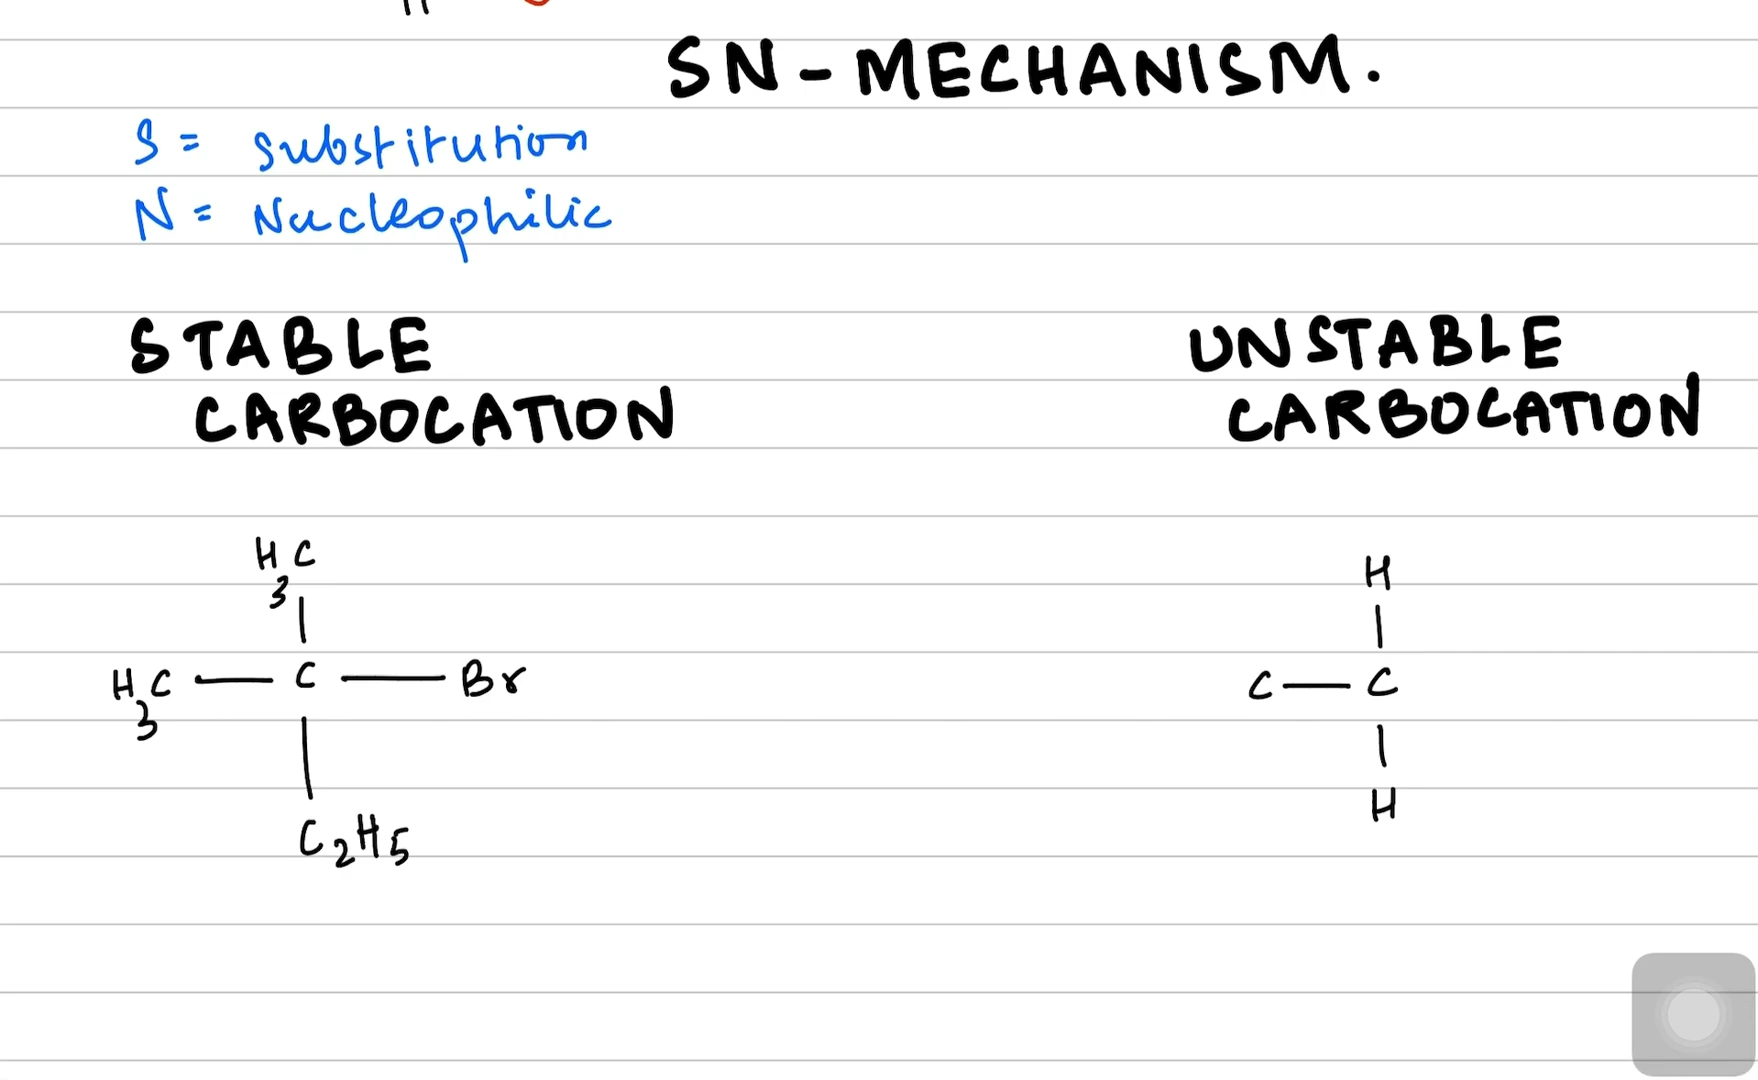 SN-MECHANISM.
S = substitution
N = Nucleophilic
STABLE
CARBOCATION
UNSTABLE
CARBOCATION
H3C
H3C — C — Br
C2H5
H
C — C
H